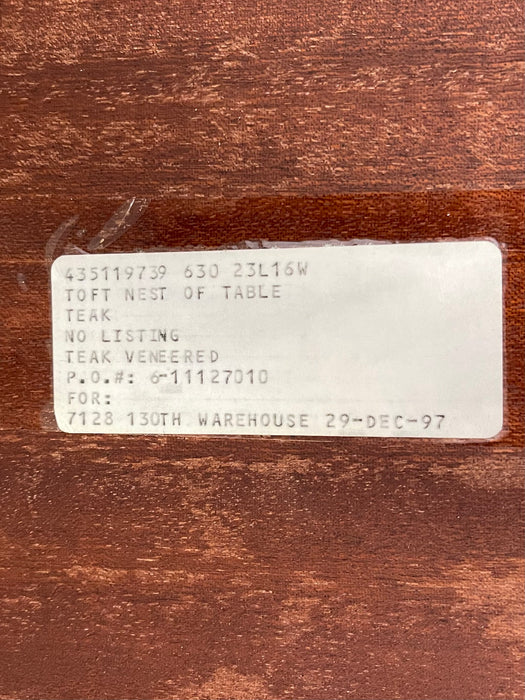 435119739 630 23L16W
TOFT NEST OF TABLE
TEAK
NO LISTING
TEAK VENEERED
P.O.#: 6-11127010
FOR:
7128 130TH WAREHOUSE 29-DEC-97